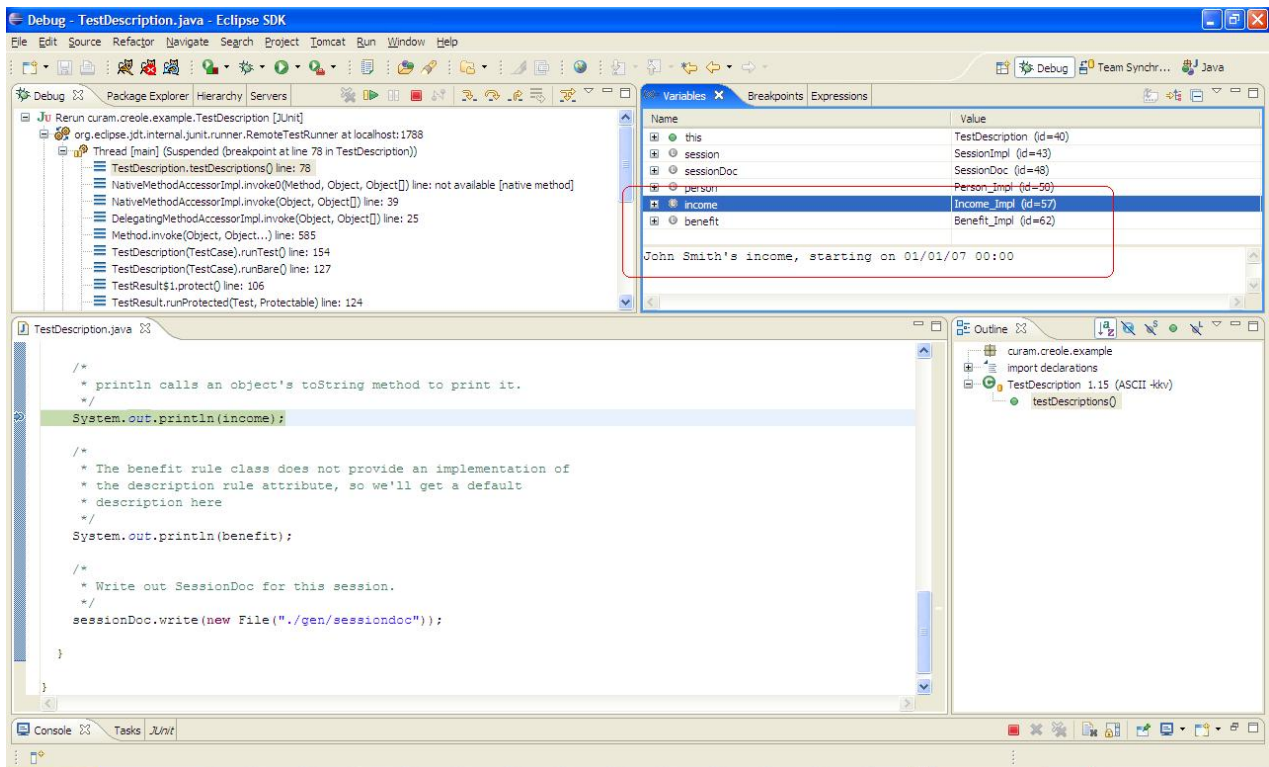 Debug - TestDescription.java - Eclipse SDK
File Edit Source Refactor Navigate Search Project Tomcat Run Window Help
Debug Team Synchr... Java
Debug Package Explorer Hierarchy Servers
Ju Rerun curam.creole.example.TestDescription [JUnit]
org.eclipse.jdt.internal.junit.runner.RemoteTestRunner at localhost:1788
Thread [main] (Suspended (breakpoint at line 78 in TestDescription))
TestDescription.testDescriptions() line: 78
NativeMethodAccessorImpl.invoke0(Method, Object, Object[]) line: not available [native method]
NativeMethodAccessorImpl.invoke(Object, Object[]) line: 39
DelegatingMethodAccessorImpl.invoke(Object, Object[]) line: 25
Method.invoke(Object, Object...) line: 585
TestDescription(TestCase).runTest() line: 154
TestDescription(TestCase).runBare() line: 127
TestResult$1.protect() line: 106
TestResult.runProtected(Test, Protectable) line: 124
Variables Breakpoints Expressions
Name Value
this TestDescription (id=40)
session SessionImpl (id=43)
sessionDoc SessionDoc (id=48)
person Person_Impl (id=50)
income Income_Impl (id=57)
benefit Benefit_Impl (id=62)
John Smith's income, starting on 01/01/07 00:00
TestDescription.java
/*
* println calls an object's toString method to print it.
*/
System.out.println(income);
/*
* The benefit rule class does not provide an implementation of
* the description rule attribute, so we'll get a default
* description here
*/
System.out.println(benefit);
/*
* Write out SessionDoc for this session.
*/
sessionDoc.write(new File("./gen/sessiondoc"));
}
}
Outline
curam.creole.example
import declarations
TestDescription 1.15 (ASCII -kkv)
testDescriptions()
Console Tasks JUnit